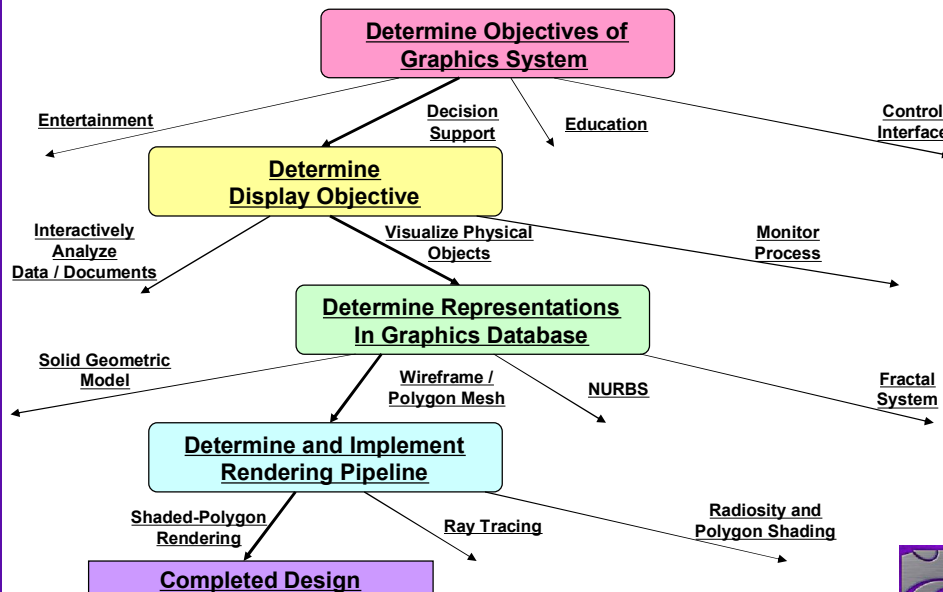 Determine Objectives of
Graphics System
Entertainment
Decision
Support
Education
Control
Interface
Determine
Display Objective
Interactively
Analyze
Data / Documents
Visualize Physical
Objects
Monitor
Process
Determine Representations
In Graphics Database
Solid Geometric
Model
Wireframe /
Polygon Mesh
NURBS
Fractal
System
Determine and Implement
Rendering Pipeline
Shaded-Polygon
Rendering
Ray Tracing
Radiosity and
Polygon Shading
Completed Design